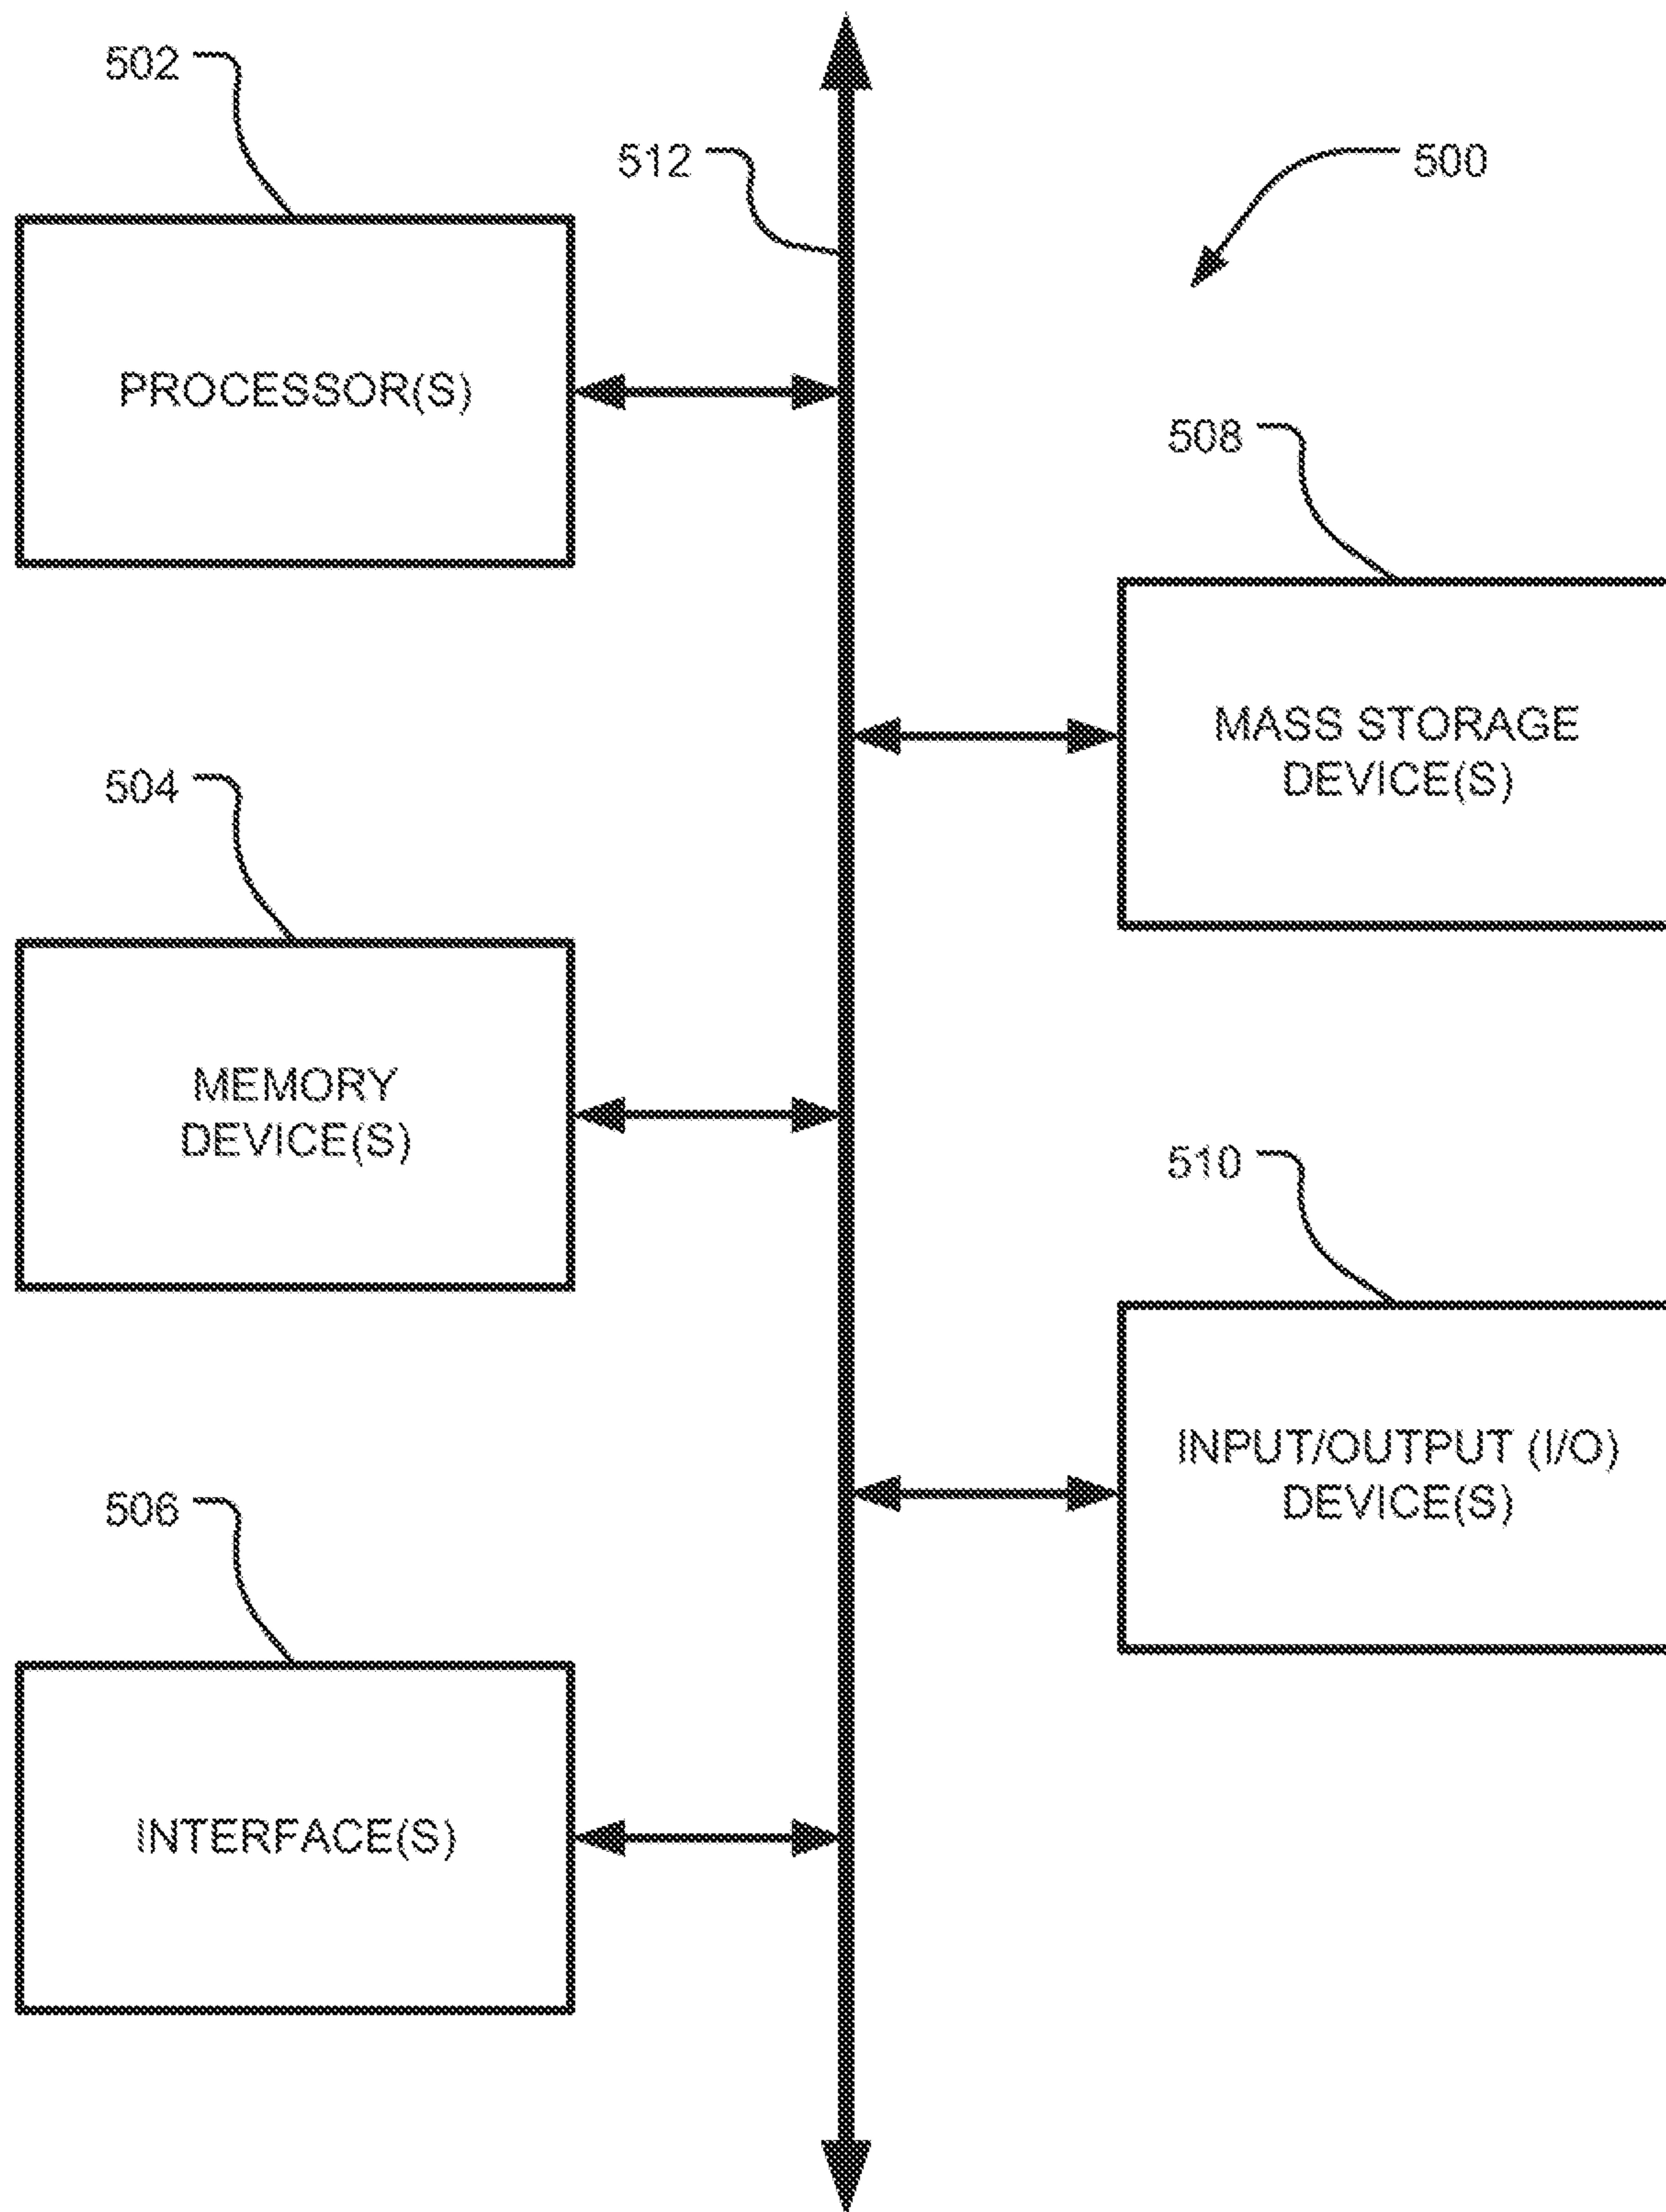 502
512
500
PROCESSOR(S)
508
MASS STORAGE
DEVICE(S)
504
MEMORY
DEVICE(S)
510
INPUT/OUTPUT (I/O)
DEVICE(S)
506
INTERFACE(S)